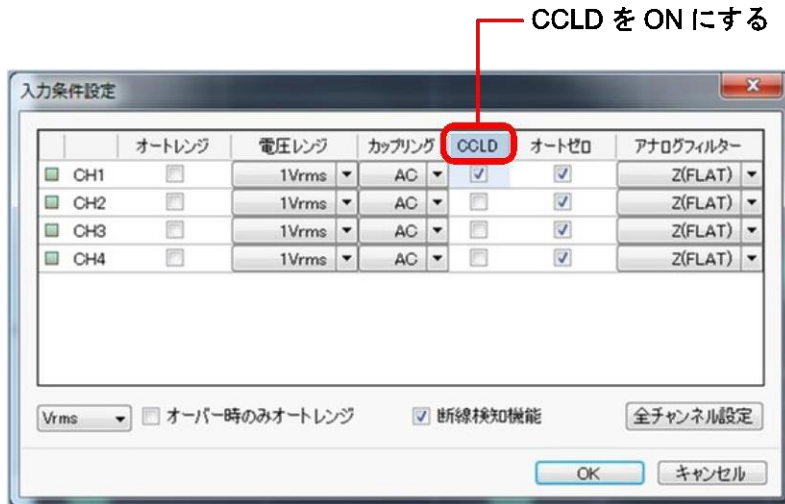 CCLD を ON にする
入力条件設定
オートレンジ 電圧レンジ カップリング CCLD オートゼロ アナログフィルター
CH1 1Vrms AC Z(FLAT)
CH2 1Vrms AC Z(FLAT)
CH3 1Vrms AC Z(FLAT)
CH4 1Vrms AC Z(FLAT)
Vrms オーバー時のみオートレンジ 断線検知機能 全チャンネル設定
OK キャンセル